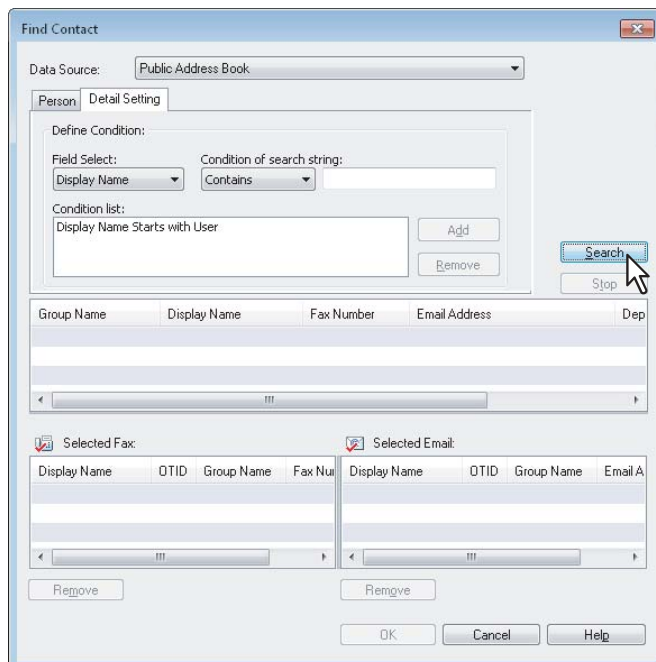 Find Contact
Data Source: Public Address Book
Person Detail Setting
Define Condition:
Field Select: Condition of search string:
Display Name Contains
Condition list:
Display Name Starts with User
Add
Remove
Search
Stop
Group Name Display Name Fax Number Email Address Dep
Selected Fax: Selected Email:
Display Name OTID Group Name Fax Nu Display Name OTID Group Name Email A
Remove Remove
OK Cancel Help